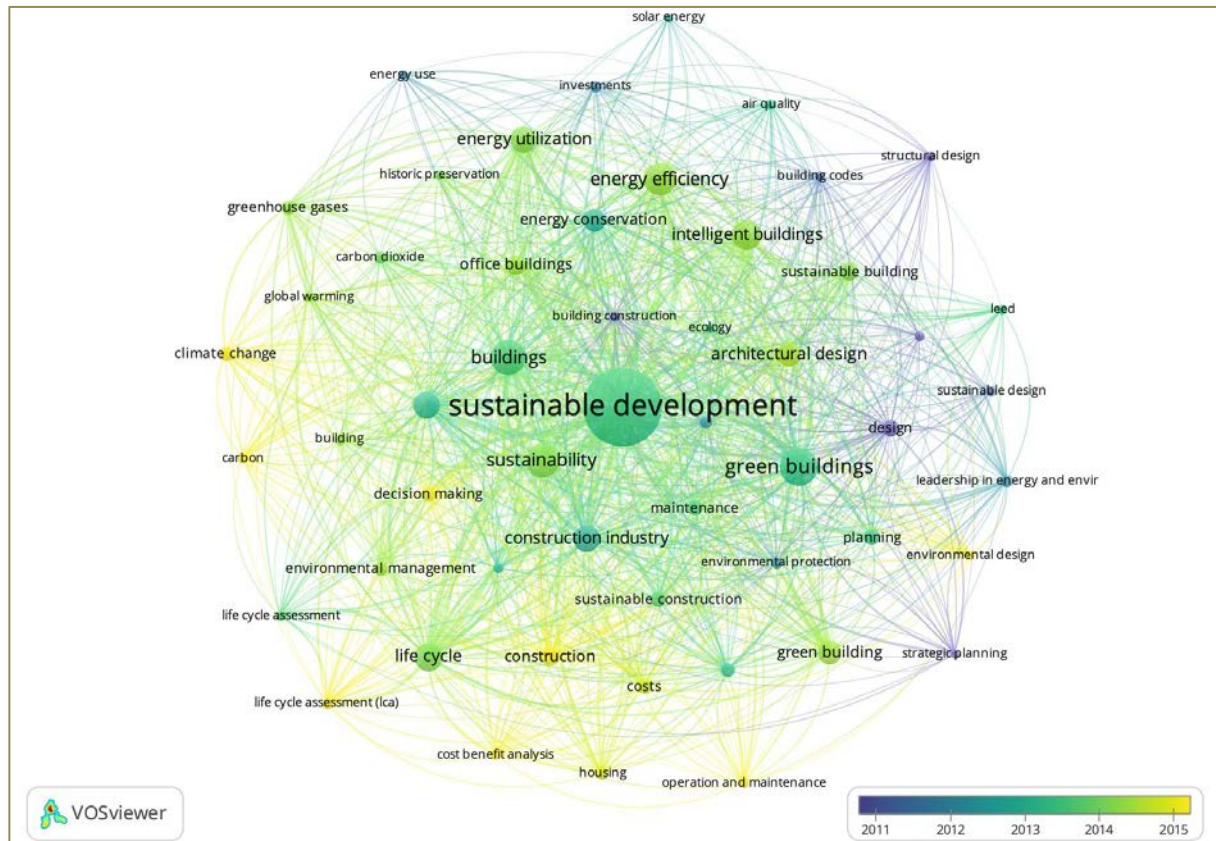 solar energy
energy use
investments
air quality
energy utilization
structural design
historic preservation
energy efficiency
building codes
greenhouse gases
energy conservation
intelligent buildings
carbon dioxide
office buildings
sustainable building
global warming
building construction
ecology
leed
climate change
buildings
architectural design
sustainable design
sustainable development
design
building
carbon
sustainability
green buildings
leadership in energy and envir
decision making
maintenance
construction industry
planning
environmental design
environmental management
environmental protection
life cycle assessment
sustainable construction
life cycle
construction
green building
strategic planning
costs
life cycle assessment (lca)
cost benefit analysis
housing
operation and maintenance
VOSviewer
2011 2012 2013 2014 2015